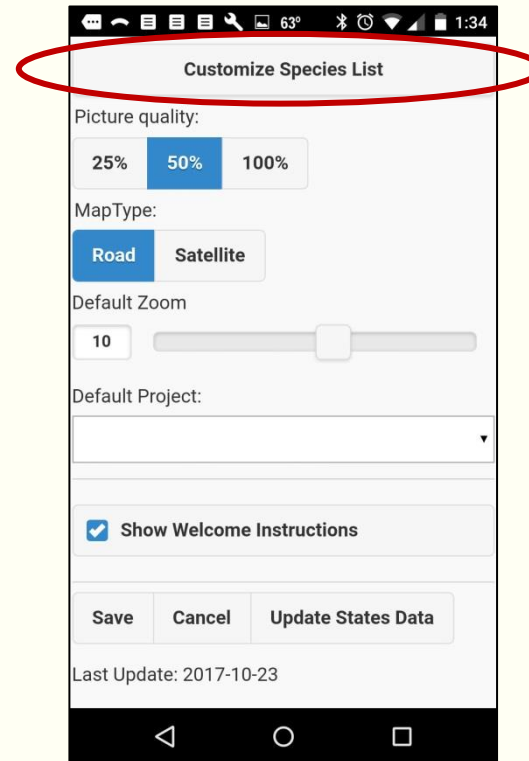 63° 1:34
Customize Species List
Picture quality:
25% 50% 100%
MapType:
Road Satellite
Default Zoom
10
Default Project:
Show Welcome Instructions
Save Cancel Update States Data
Last Update: 2017-10-23